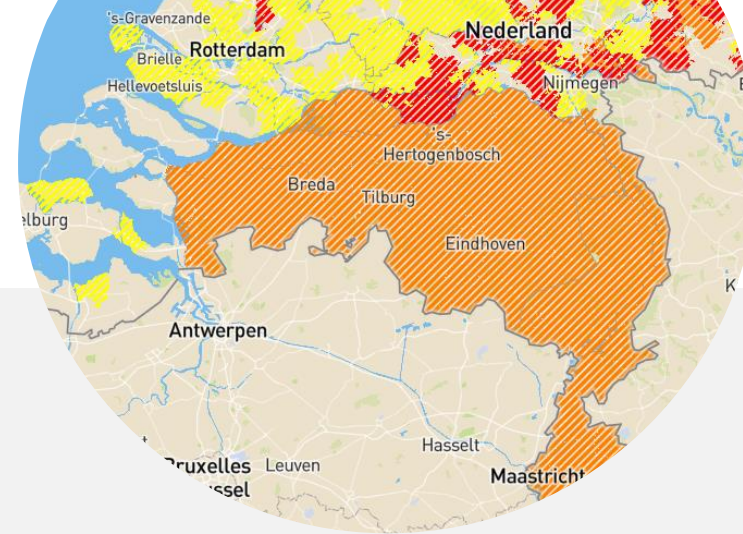 's-Gravenzande
Nederland
Rotterdam
Brielle
Hellevoetsluis
Nijmegen
's-
Hertogenbosch
Breda
Tilburg
elburg
Eindhoven
K
Antwerpen
Hasselt
Bruxelles
Leuven
Maastricht
ssel